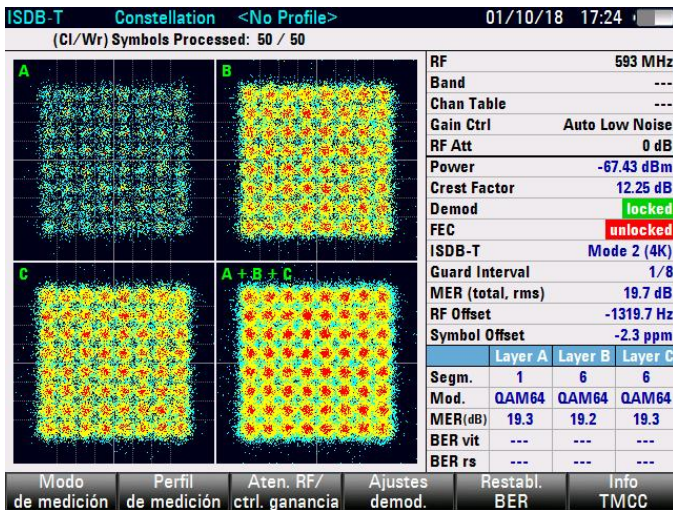 ISDB-T Constellation <No Profile> 01/10/18 17:24
(Cl/Wr) Symbols Processed: 50 / 50
A
B
C
A + B + C
RF 593 MHz
Band ---
Chan Table ---
Gain Ctrl Auto Low Noise
RF Att 0 dB
Power -67.43 dBm
Crest Factor 12.25 dB
Demod locked
FEC unlocked
ISDB-T Mode 2 (4K)
Guard Interval 1/8
MER (total, rms) 19.7 dB
RF Offset -1319.7 Hz
Symbol Offset -2.3 ppm
Layer A Layer B Layer C
Segm. 1 6 6
Mod. QAM64 QAM64 QAM64
MER(dB) 19.3 19.2 19.3
BER vit --- --- ---
BER rs --- --- ---
Modo de medición
Perfil de medición
Aten. RF/ ctrl. ganancia
Ajustes demod.
Restabl. BER
Info TMCC